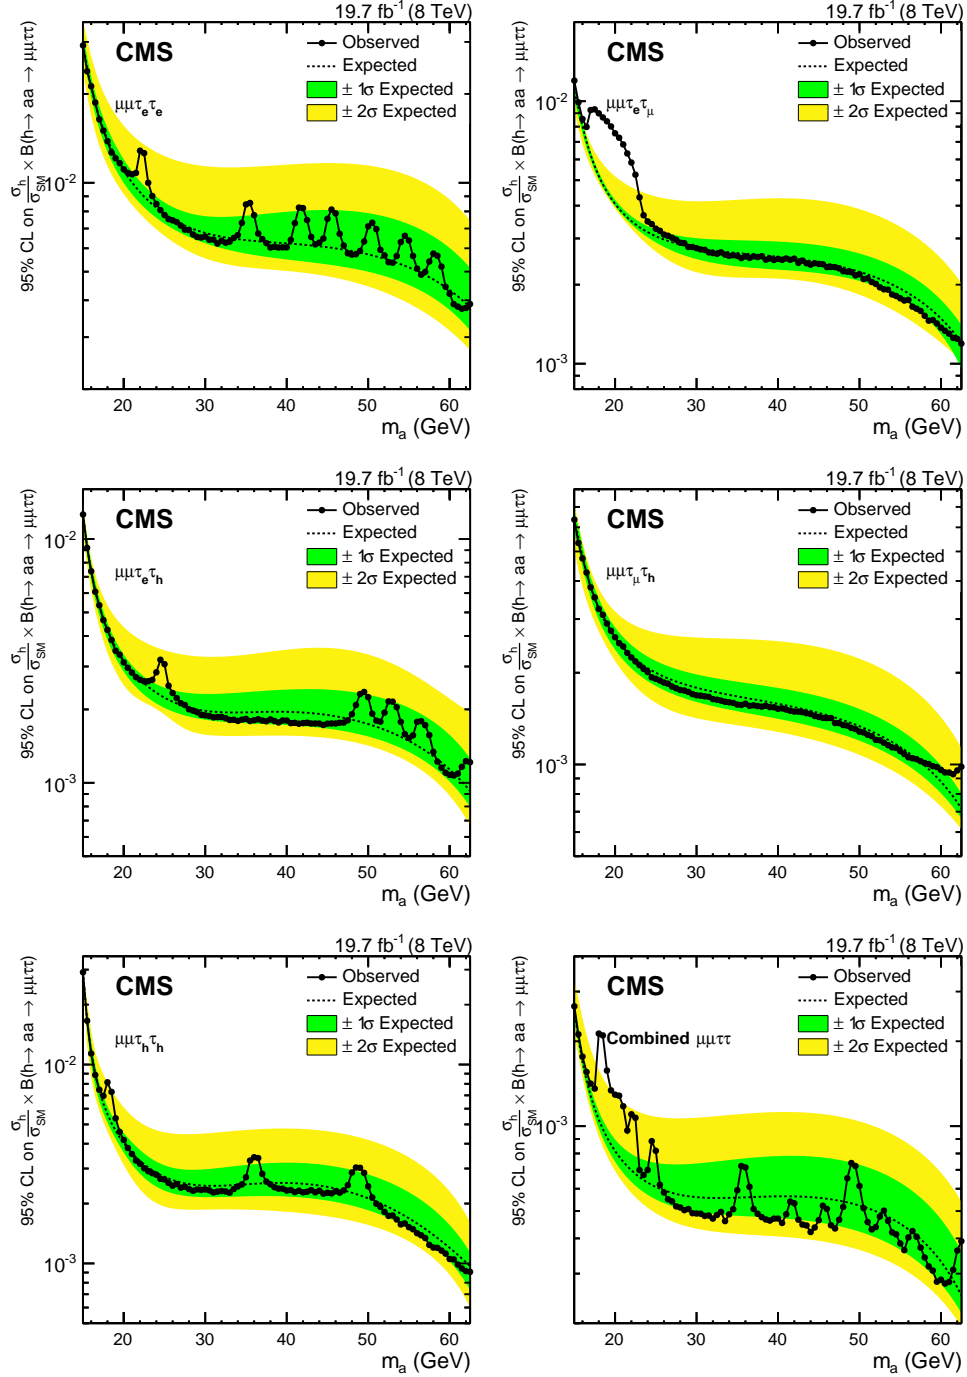 19.7 fb⁻¹ (8 TeV)
CMS
Observed
Expected
± 1σ Expected
± 2σ Expected
μμτₑτₑ
95% CL on σₕ/σ_SM × B(h→ aa → μμττ)
10⁻²
20 30 40 50 60
mₐ (GeV)
19.7 fb⁻¹ (8 TeV)
CMS
Observed
Expected
± 1σ Expected
± 2σ Expected
μμτₑτ_μ
95% CL on σₕ/σ_SM × B(h→ aa → μμττ)
10⁻²
10⁻³
20 30 40 50 60
mₐ (GeV)
19.7 fb⁻¹ (8 TeV)
CMS
Observed
Expected
± 1σ Expected
± 2σ Expected
μμτₑτₕ
95% CL on σₕ/σ_SM × B(h→ aa → μμττ)
10⁻²
10⁻³
20 30 40 50 60
mₐ (GeV)
19.7 fb⁻¹ (8 TeV)
CMS
Observed
Expected
± 1σ Expected
± 2σ Expected
μμτ_μτₕ
95% CL on σₕ/σ_SM × B(h→ aa → μμττ)
10⁻³
20 30 40 50 60
mₐ (GeV)
19.7 fb⁻¹ (8 TeV)
CMS
Observed
Expected
± 1σ Expected
± 2σ Expected
μμτₕτₕ
95% CL on σₕ/σ_SM × B(h→ aa → μμττ)
10⁻²
10⁻³
20 30 40 50 60
mₐ (GeV)
19.7 fb⁻¹ (8 TeV)
CMS
Observed
Expected
± 1σ Expected
± 2σ Expected
Combined μμττ
95% CL on σₕ/σ_SM × B(h→ aa → μμττ)
10⁻³
20 30 40 50 60
mₐ (GeV)